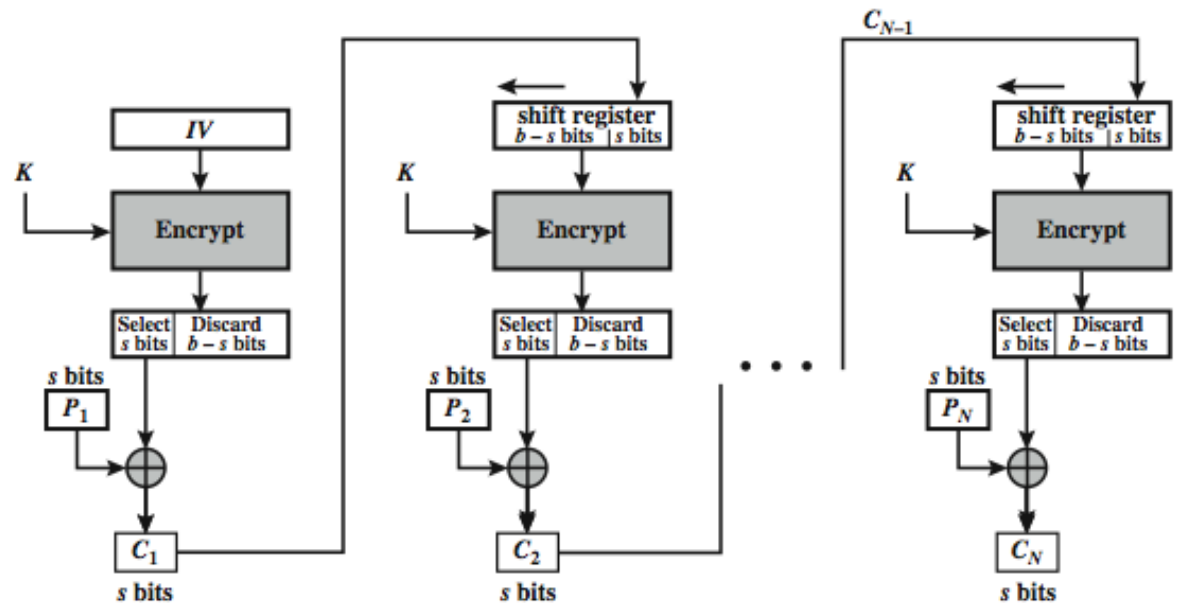 C_{N-1}
IV
shift register
b – s bits | s bits
shift register
b – s bits | s bits
K
K
K
Encrypt
Encrypt
Encrypt
Select
s bits
Discard
b – s bits
Select
s bits
Discard
b – s bits
Select
s bits
Discard
b – s bits
s bits
P_1
s bits
P_2
s bits
P_N
C_1
s bits
C_2
s bits
C_N
s bits